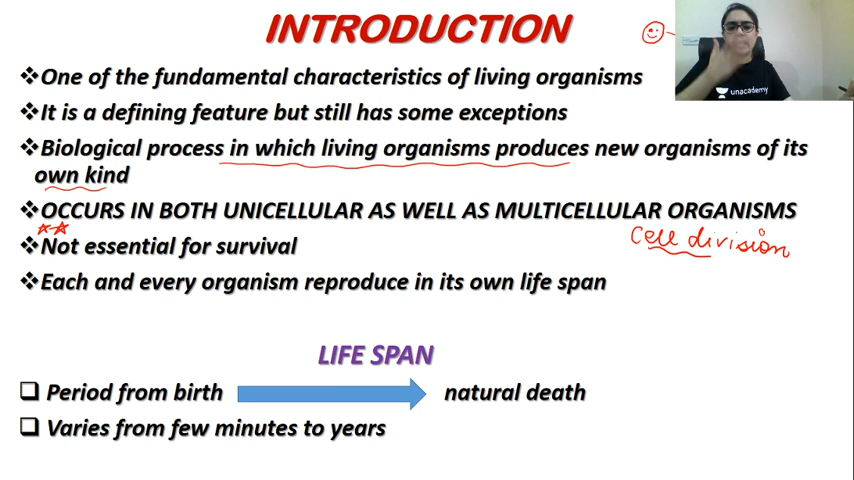 INTRODUCTION
❖One of the fundamental characteristics of living organisms
❖It is a defining feature but still has some exceptions
❖Biological process in which living organisms produces new organisms of its
own kind
❖OCCURS IN BOTH UNICELLULAR AS WELL AS MULTICELLULAR ORGANISMS
Cell division
❖Not essential for survival
❖Each and every organism reproduce in its own life span
LIFE SPAN
❑ Period from birth natural death
❑ Varies from few minutes to years
unacademy